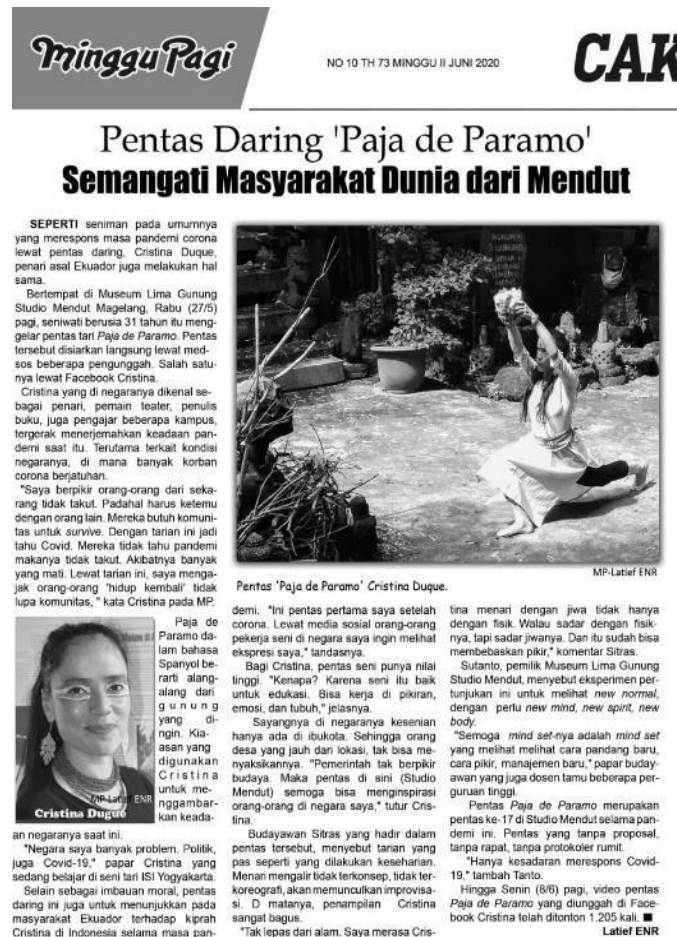 Minggu Pagi
NO 10 TH 73 MINGGU II JUNI 2020
CAK
Pentas Daring 'Paja de Paramo'
Semangati Masyarakat Dunia dari Mendut
SEPERTI seniman pada umumnya
yang merespons masa pandemi corona
lewat pentas daring, Cristina Duque,
penari asal Ekuador juga melakukan hal
sama.
Bertempat di Museum Lima Gunung
Studio Mendut Magelang, Rabu (27/5)
pagi, seniwati berusia 31 tahun itu meng-
gelar pentas tari Paja de Paramo. Pentas
tersebut disiarkan langsung lewat med-
sos beberapa pengunggah. Salah satu-
nya lewat Facebook Cristina.
Cristina yang di negaranya dikenal se-
bagai penari, pemain teater, penulis
buku, juga pengajar beberapa kampus,
tergerak menerjemahkan keadaan pan-
demi saat itu. Terutama terkait kondisi
negaranya, di mana banyak korban
corona berjatuhan.
"Saya berpikir orang-orang dari seka-
rang tidak takut. Padahal harus ketemu
dengan orang lain. Mereka butuh komuni-
tas untuk survive. Dengan tarian ini jadi
tahu Covid. Mereka tidak tahu pandemi
makanya tidak takut. Akibatnya banyak
yang mati. Lewat tarian ini, saya menga-
jak orang-orang 'hidup kembali' tidak
lupa komunitas, " kata Cristina pada MP.
Paja de
Paramo da-
lam bahasa
Spanyol be-
rarti alang-
alang dari
gunung
yang di-
ngin. Kia-
asan yang
digunakan
Cristina
untuk me-
nggambar-
kan keada-
an negaranya saat ini.
"Negara saya banyak problem. Politik,
juga Covid-19," papar Cristina yang
sedang belajar di seni tari ISI Yogyakarta.
Selain sebagai imbauan moral, pentas
daring ini juga untuk menunjukkan pada
masyarakat Ekuador terhadap kiprah
Cristina di Indonesia selama masa pan-
MP-Latief ENR
Cristina Dugue
MP-Latief ENR
Pentas 'Paja de Paramo' Cristina Duque.
demi. "Ini pentas pertama saya setelah
corona. Lewat media sosial orang-orang
pekerja seni di negara saya ingin melihat
ekspresi saya," tandasnya.
Bagi Cristina, pentas seni punya nilai
tinggi. "Kenapa? Karena seni itu baik
untuk edukasi. Bisa kerja di pikiran,
emosi, dan tubuh," jelasnya.
Sayangnya di negaranya kesenian
hanya ada di ibukota. Sehingga orang
desa yang jauh dari lokasi, tak bisa me-
nyaksikannya. "Pemerintah tak berpikir
budaya. Maka pentas di sini (Studio
Mendut) semoga bisa menginspirasi
orang-orang di negara saya," tutur Cris-
tina.
Budayawan Sitras yang hadir dalam
pentas tersebut, menyebut tarian yang
pas seperti yang dilakukan keseharian.
Menari mengalir tidak terkonsep, tidak ter-
koreografi, akan memunculkan improvisa-
si. D matanya, penampilan Cristina
sangat bagus.
"Tak lepas dari alam. Saya merasa Cris-
tina menari dengan jiwa tidak hanya
dengan fisik. Walau sadar dengan fisik-
nya, tapi sadar jiwanya. Dan itu sudah bisa
membebaskan pikir," komentar Sitras.
Sutanto, pemilik Museum Lima Gunung
Studio Mendut, menyebut eksperimen per-
tunjukan ini untuk melihat new normal,
dengan perlu new mind, new spirit, new
body.
"Semoga mind set-nya adalah mind set
yang melihat melihat cara pandang baru,
cara pikir, manajemen baru," papar buday-
awan yang juga dosen tamu beberapa per-
guruan tinggi.
Pentas Paja de Paramo merupakan
pentas ke-17 di Studio Mendut selama pan-
demi ini. Pentas yang tanpa proposal,
tanpa rapat, tanpa protokoler rumit.
"Hanya kesadaran merespons Covid-
19," tambah Tanto.
Hingga Senin (8/6) pagi, video pentas
Paja de Paramo yang diunggah di Face-
book Cristina telah ditonton 1.205 kali. ■
Latief ENR